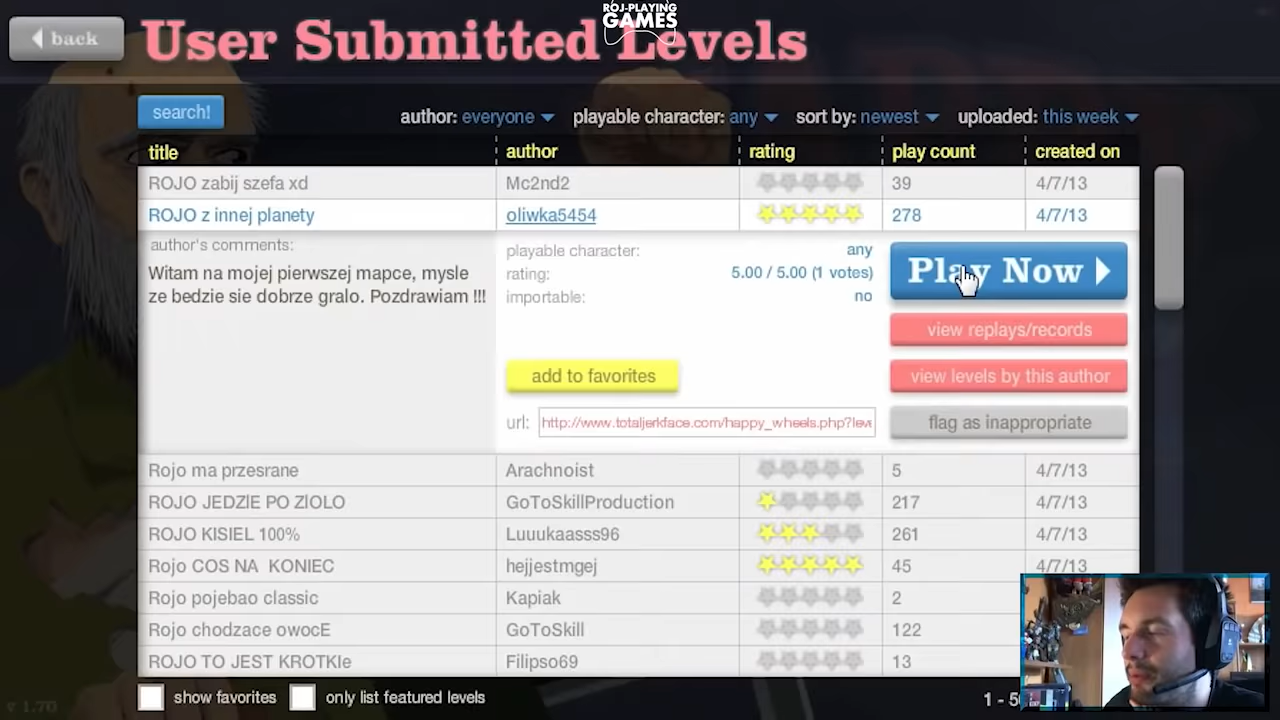 ROJ-PLAYING
GAMES
back
User Submitted Levels
search!
author: everyone playable character: any sort by: newest uploaded: this week
title author rating play count created on
ROJO zabij szefa xd Mc2nd2 39 4/7/13
ROJO z innej planety oliwka5454 278 4/7/13
author's comments:
Witam na mojej pierwszej mapce, mysle
ze bedzie sie dobrze gralo. Pozdrawiam !!!
playable character: any
rating: 5.00 / 5.00 (1 votes)
importable: no
add to favorites
url: http://www.totaljerkface.com/happy_wheels.php?leve
Play Now
view replays/records
view levels by this author
flag as inappropriate
Rojo ma przesrane Arachnoist 5 4/7/13
ROJO JEDZIE PO ZIOLO GoToSkillProduction 217 4/7/13
ROJO KISIEL 100% Luuukaasss96 261 4/7/13
Rojo COS NA KONIEC hejjestmgej 45 4/7/13
Rojo pojebao classic Kapiak 2
Rojo chodzace owocE GoToSkill 122
ROJO TO JEST KROTKIe Filipso69 13
show favorites only list featured levels 1 - 5
v 1.70